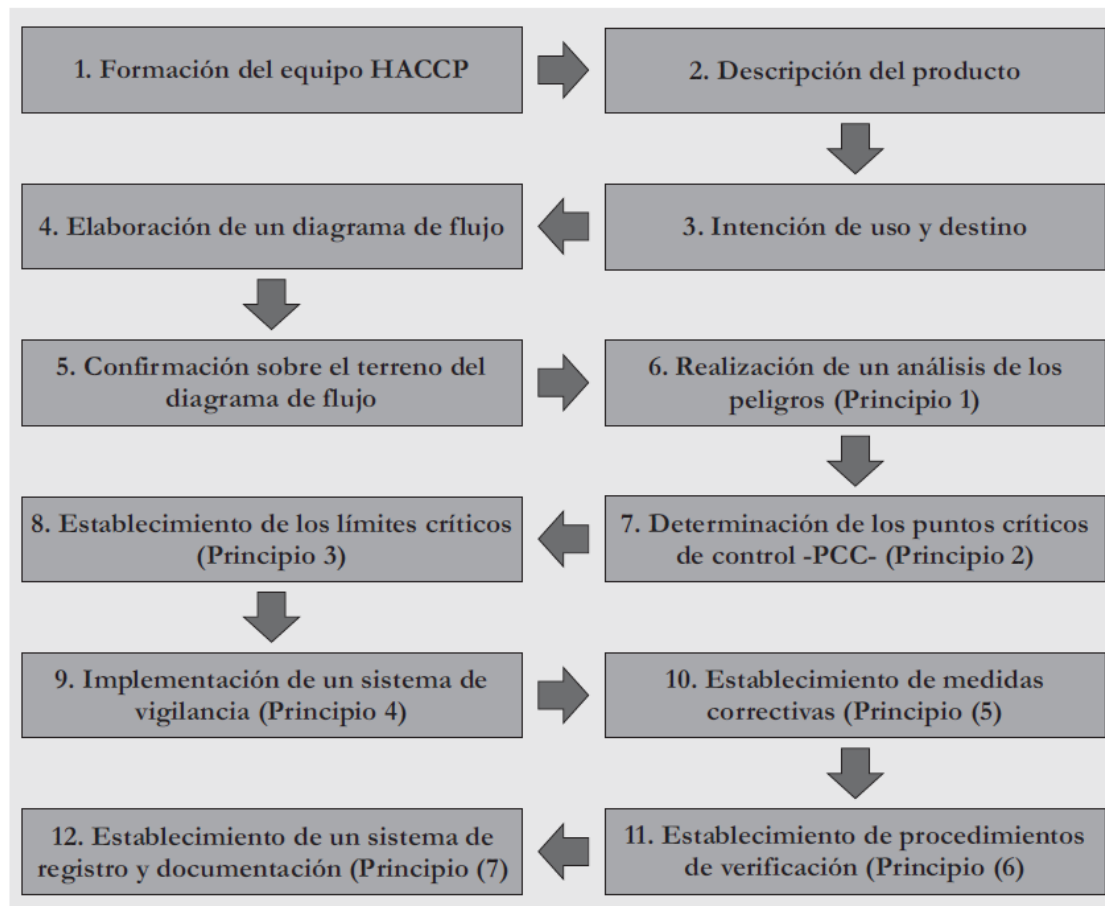 1. Formación del equipo HACCP
2. Descripción del producto
3. Intención de uso y destino
4. Elaboración de un diagrama de flujo
5. Confirmación sobre el terreno del
diagrama de flujo
6. Realización de un análisis de los
peligros (Principio 1)
7. Determinación de los puntos críticos
de control -PCC- (Principio 2)
8. Establecimiento de los límites críticos
(Principio 3)
9. Implementación de un sistema de
vigilancia (Principio 4)
10. Establecimiento de medidas
correctivas (Principio (5)
11. Establecimiento de procedimientos
de verificación (Principio (6)
12. Establecimiento de un sistema de
registro y documentación (Principio (7)